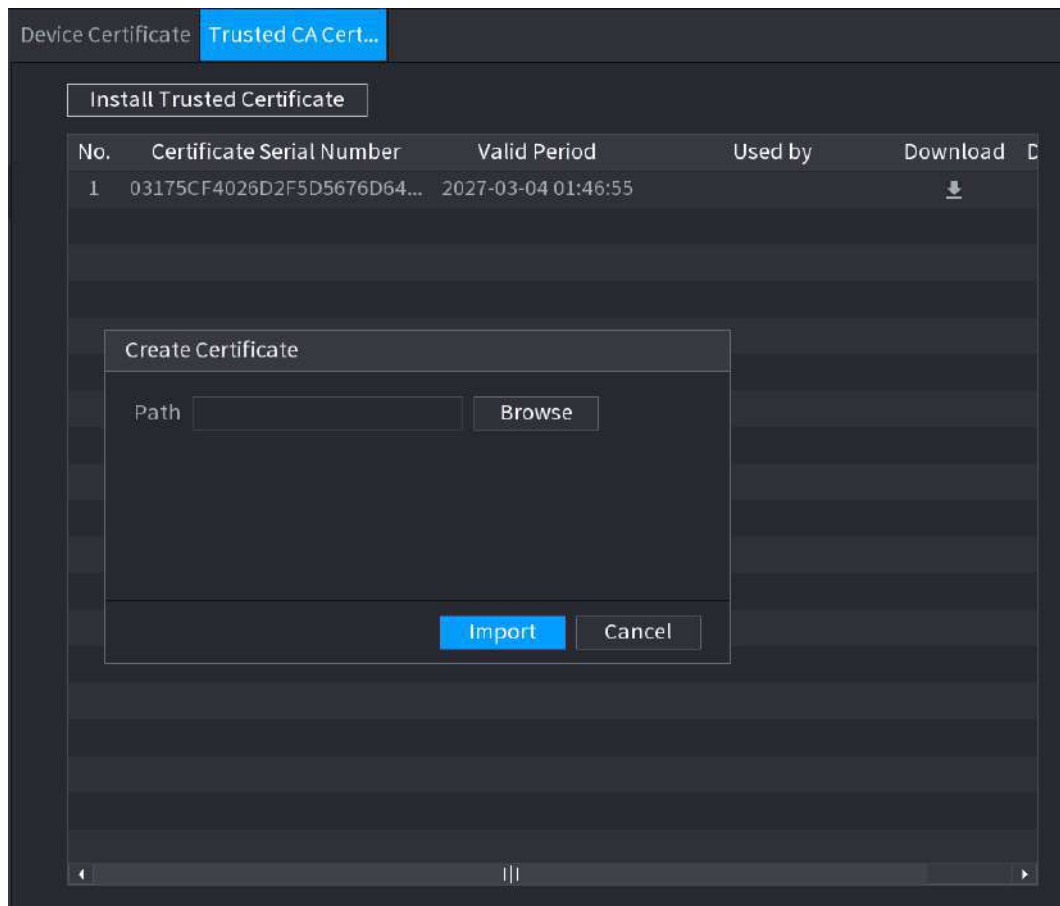 Device Certificate Trusted CA Cert...
Install Trusted Certificate
No. Certificate Serial Number Valid Period Used by Download D
1 03175CF4026D2F5D5676D64... 2027-03-04 01:46:55
Create Certificate
Path Browse
Import Cancel